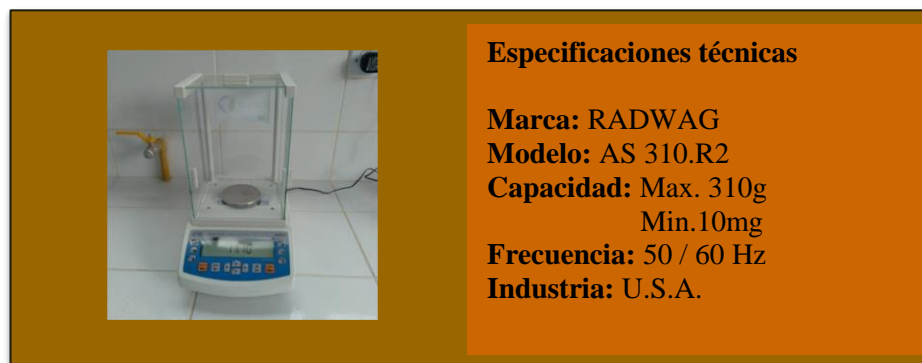 Especificaciones técnicas
Marca: RADWAG
Modelo: AS 310.R2
Capacidad: Max. 310g
Min.10mg
Frecuencia: 50 / 60 Hz
Industria: U.S.A.